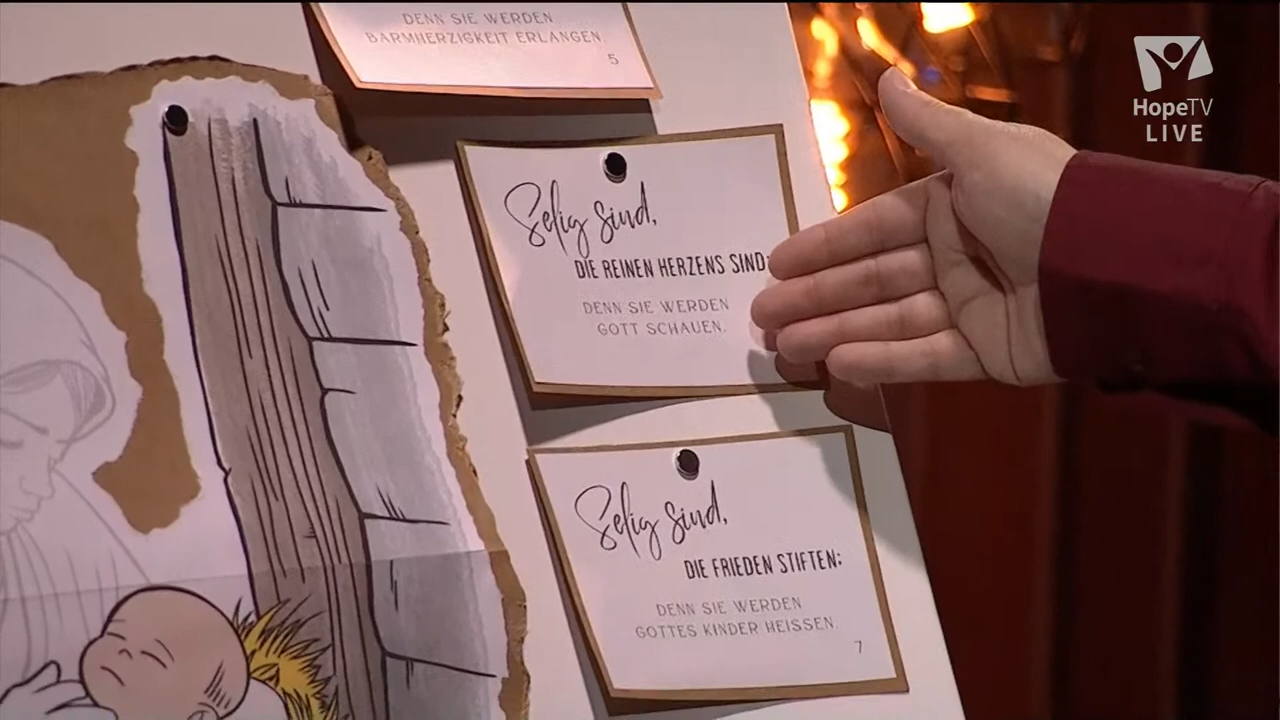 DENN SIE WERDEN
BARMHERZIGKEIT ERLANGEN.
5
HopeTV
LIVE
Selig sind,
DIE REINEN HERZENS SIND;
DENN SIE WERDEN
GOTT SCHAUEN.
Selig sind,
DIE FRIEDEN STIFTEN;
DENN SIE WERDEN
GOTTES KINDER HEISSEN.
7